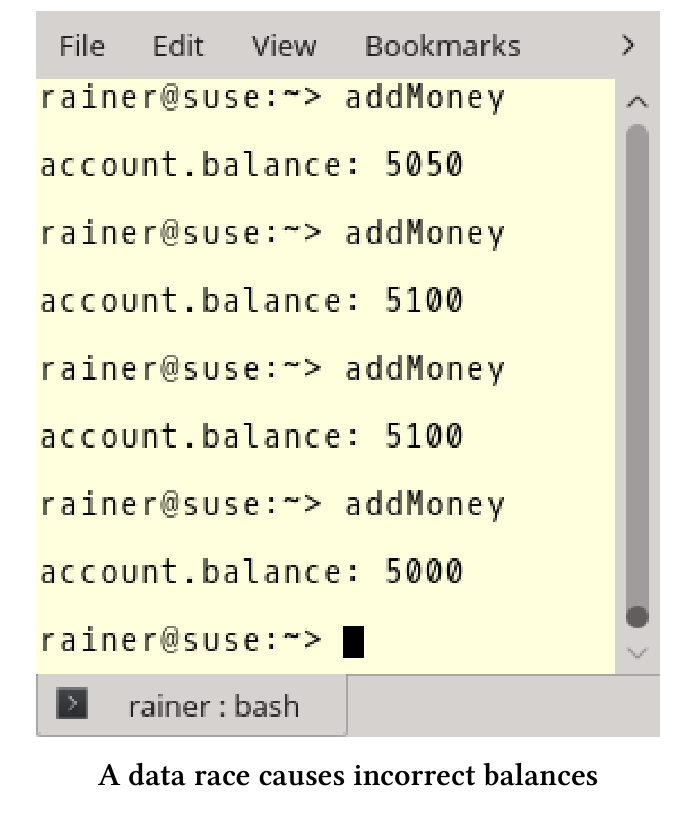 File Edit View Bookmarks >
rainer@suse:~> addMoney
account.balance: 5050
rainer@suse:~> addMoney
account.balance: 5100
rainer@suse:~> addMoney
account.balance: 5100
rainer@suse:~> addMoney
account.balance: 5000
rainer@suse:~>
rainer : bash
A data race causes incorrect balances